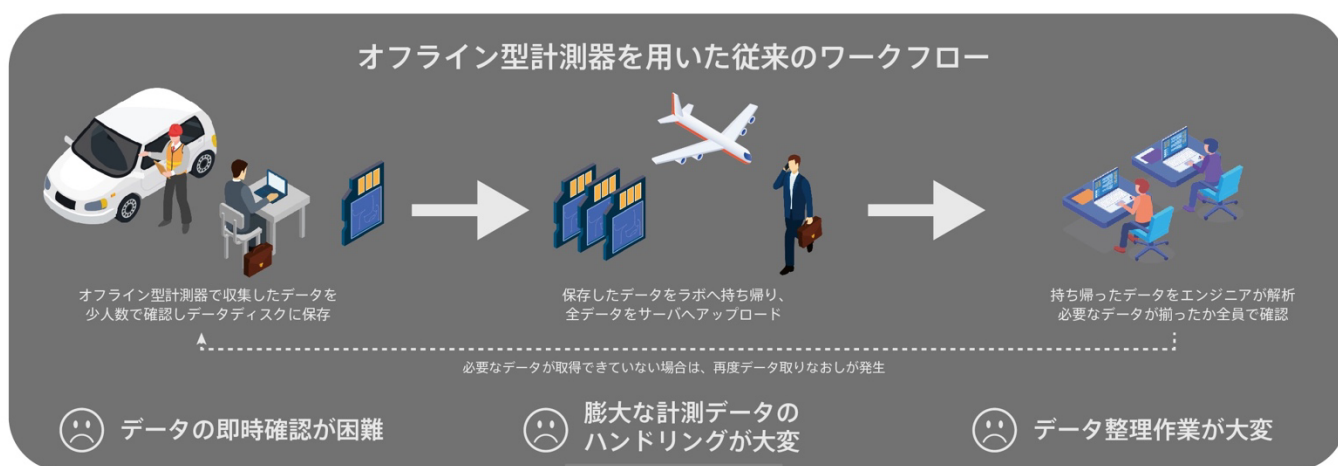 オフライン型計測器を用いた従来のワークフロー
オフライン型計測器で収集したデータを
少人数で確認しデータディスクに保存
保存したデータをラボへ持ち帰り、
全データをサーバへアップロード
持ち帰ったデータをエンジニアが解析
必要なデータが揃ったか全員で確認
必要なデータが取得できていない場合は、再度データ取りなおしが発生
データの即時確認が困難
膨大な計測データの
ハンドリングが大変
データ整理作業が大変